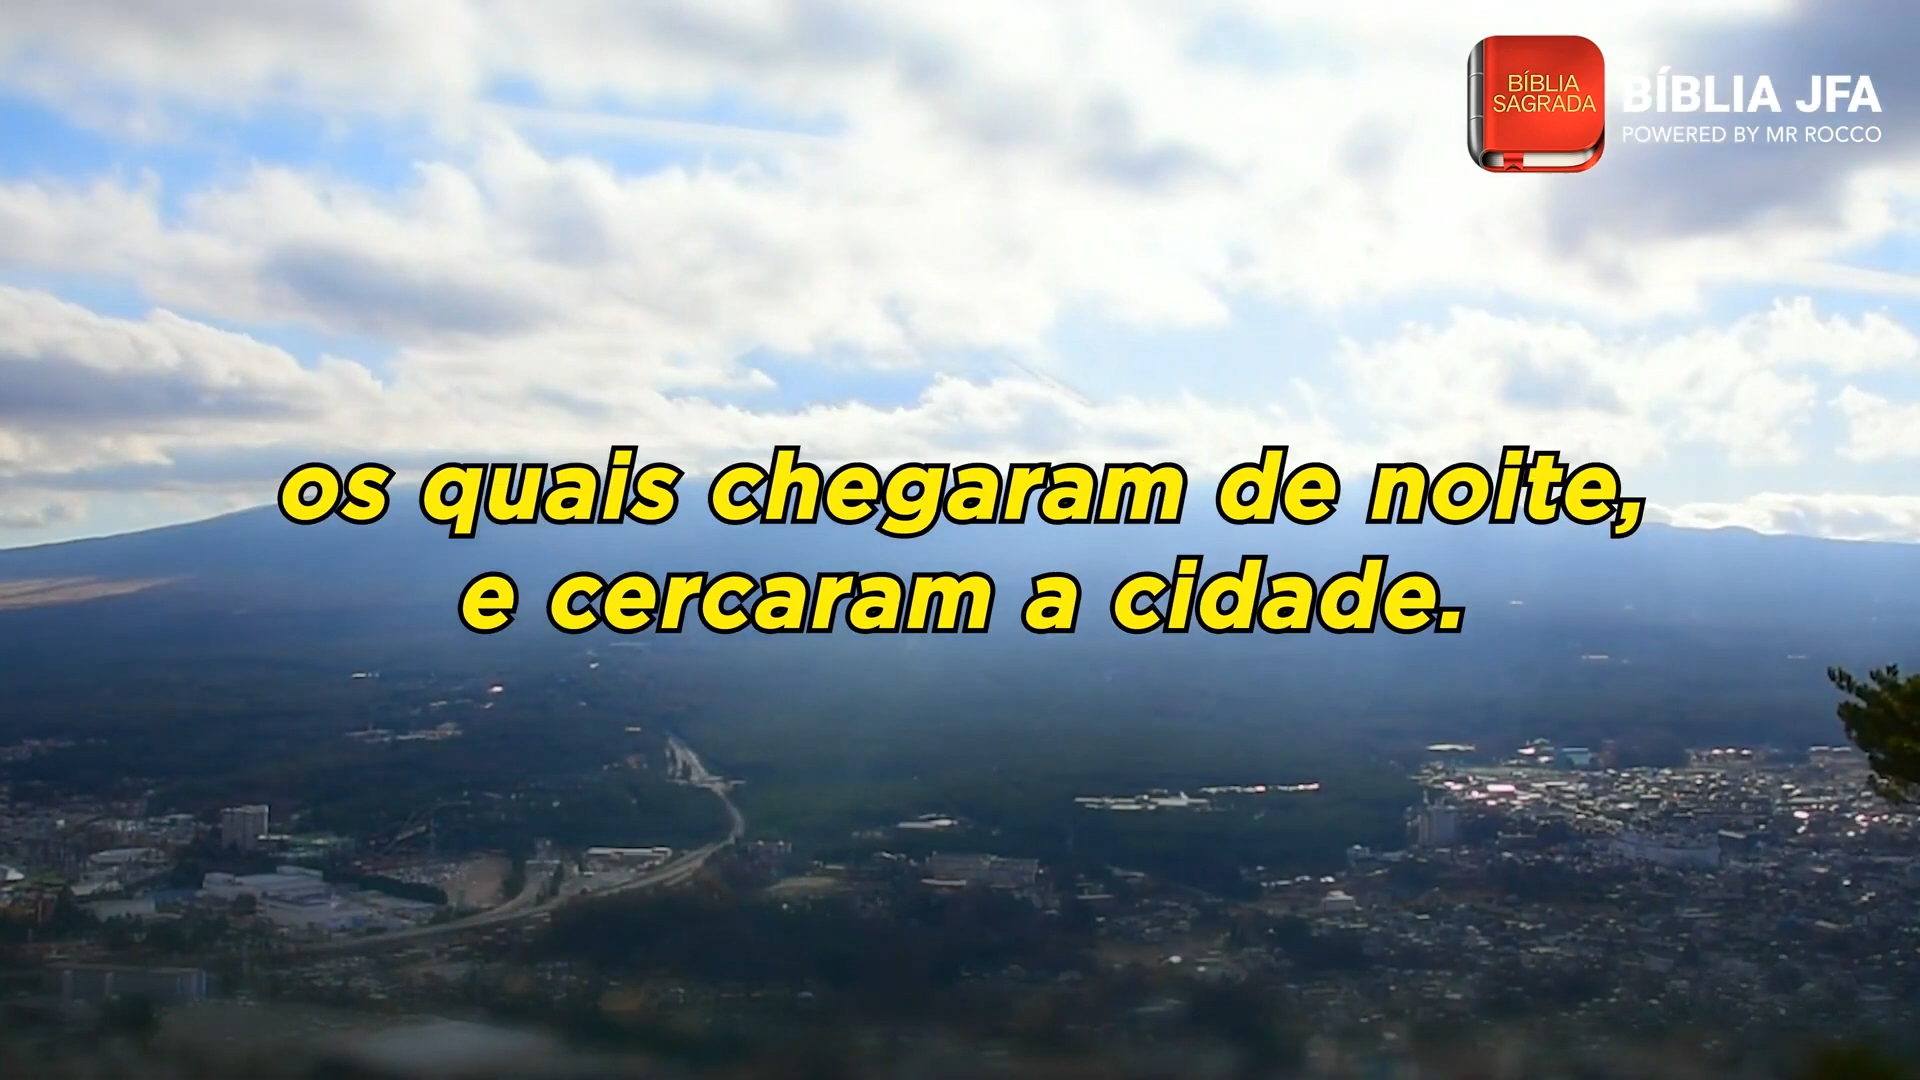 BÍBLIA
SAGRADA
BÍBLIA JFA
POWERED BY MR ROCCO
os quais chegaram de noite,
e cercaram a cidade.